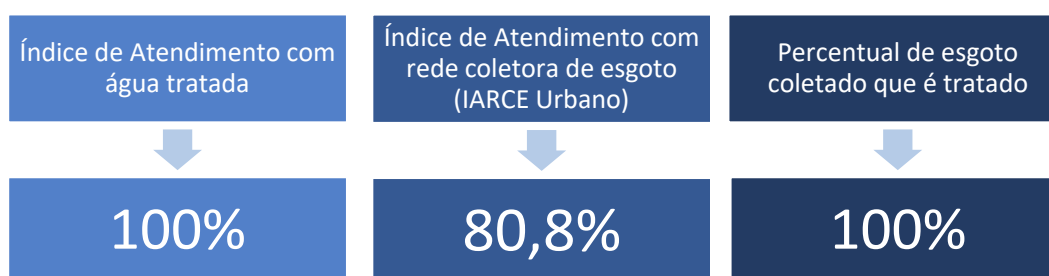 Índice de Atendimento com
água tratada
100%
Índice de Atendimento com
rede coletora de esgoto
(IARCE Urbano)
80,8%
Percentual de esgoto
coletado que é tratado
100%